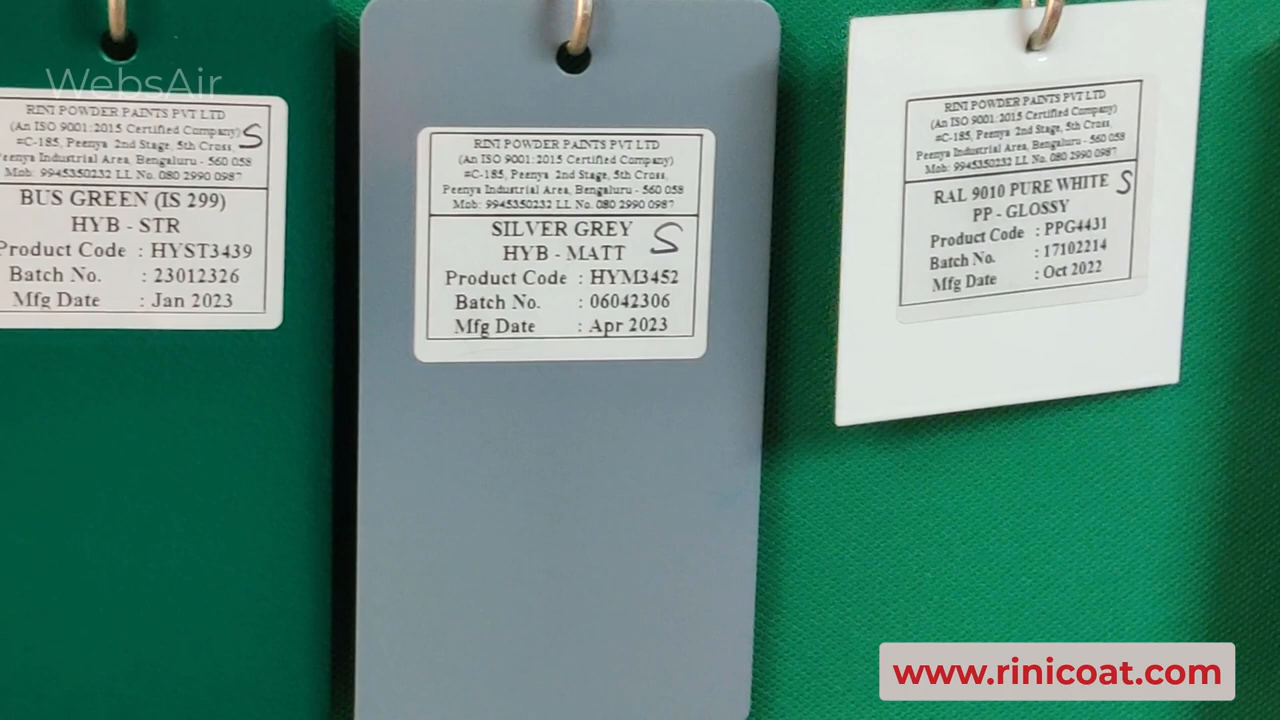 WebsAir
RINI POWDER PAINTS PVT LTD
(An ISO 9001:2015 Certified Company)
#C-185, Peenya 2nd Stage, 5th Cross,
Peenya Industrial Area, Bengaluru - 560 058
Mob: 9945350232 LL No. 080 2990 0987
S
BUS GREEN (IS 299)
HYB - STR
Product Code : HYST3439
Batch No. : 23012326
Mfg Date : Jan 2023
RINI POWDER PAINTS PVT LTD
(An ISO 9001:2015 Certified Company)
#C-185, Peenya 2nd Stage, 5th Cross,
Peenya Industrial Area, Bengaluru - 560 058
Mob: 9945350232 LL No. 080 2990 0987
SILVER GREY
HYB - MATT
S
Product Code : HYM3452
Batch No. : 06042306
Mfg Date : Apr 2023
RINI POWDER PAINTS PVT LTD
(An ISO 9001:2015 Certified Company)
#C-185, Peenya 2nd Stage, 5th Cross,
Peenya Industrial Area, Bengaluru - 560 058
Mob: 9945350232 LL No. 080 2990 0987
RAL 9010 PURE WHITE
S
PP - GLOSSY
Product Code : PPG4431
Batch No. : 17102214
Mfg Date : Oct 2022
www.rinicoat.com